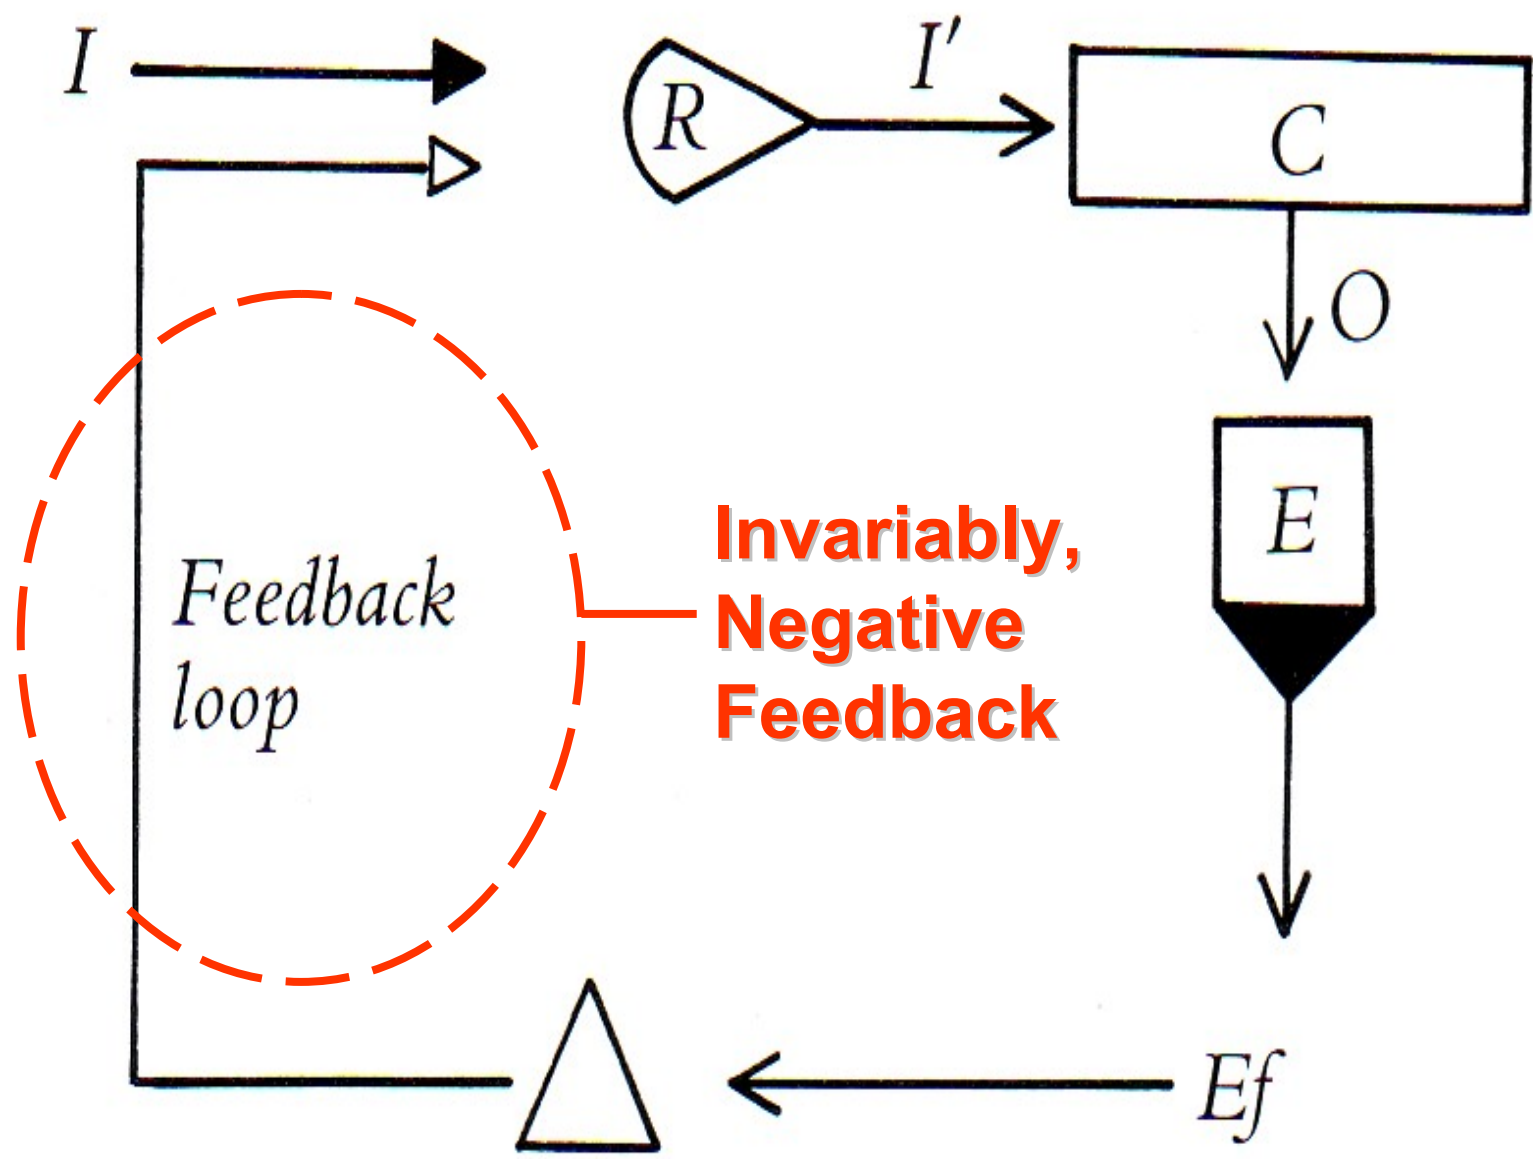 I
R
I′
C
O
E
Feedback
loop
Invariably,
Negative
Feedback
Ef